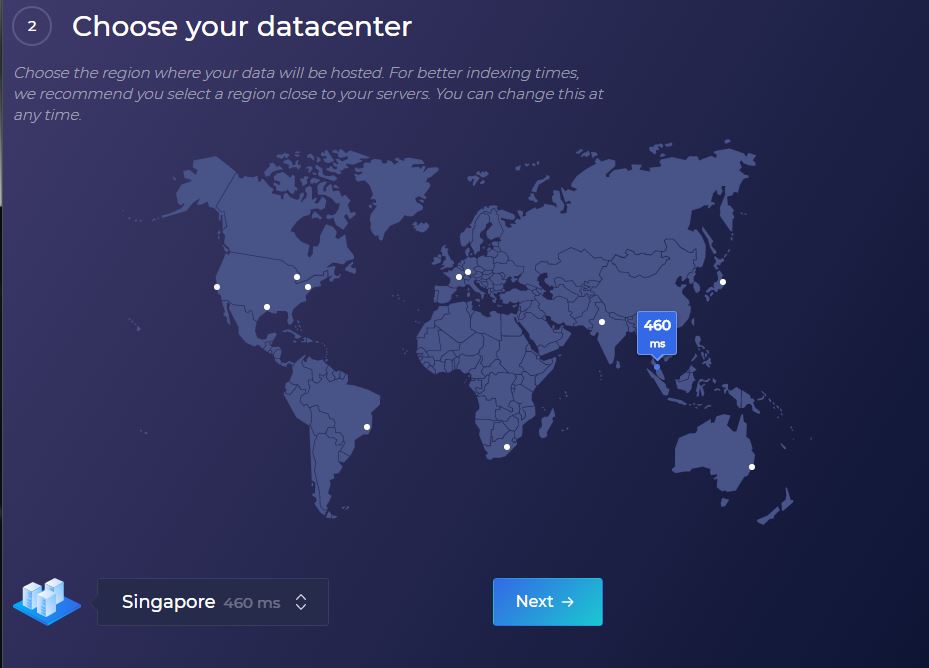 2
Choose your datacenter
Choose the region where your data will be hosted. For better indexing times,
we recommend you select a region close to your servers. You can change this at
any time.
460
ms
Singapore 460 ms
Next →